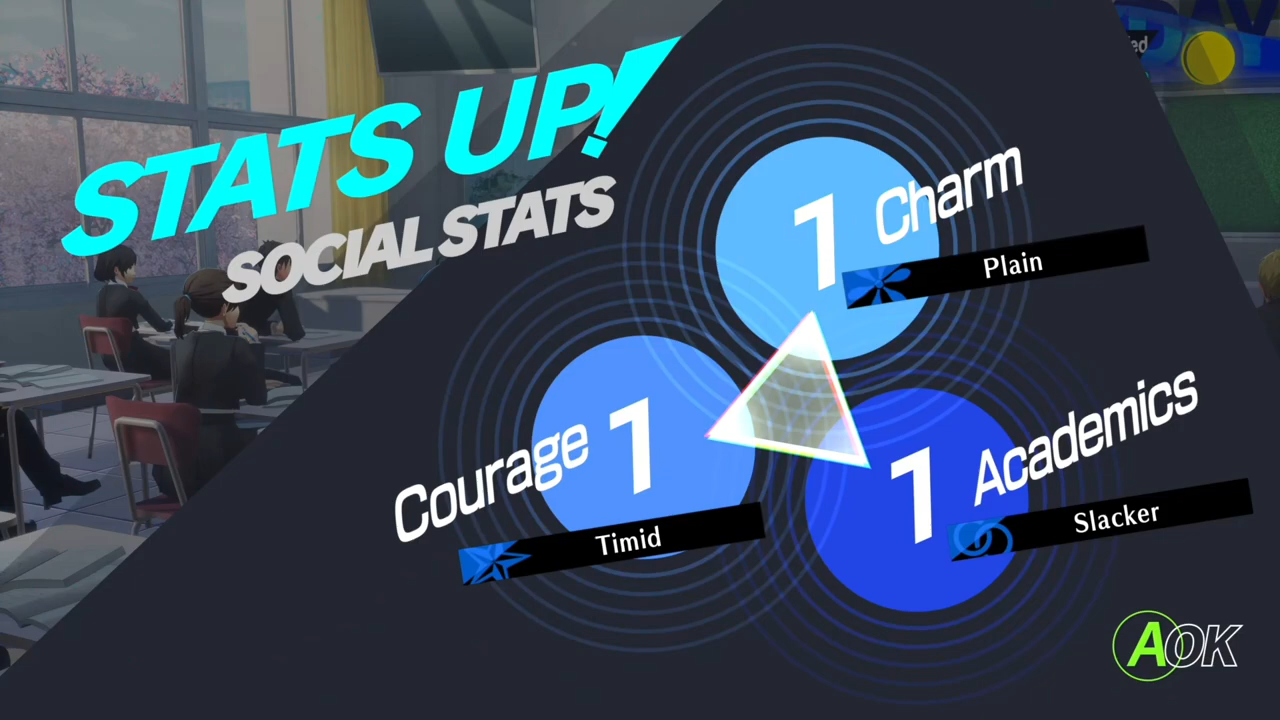 STATS UP!
SOCIAL STATS
1 Charm
Plain
Courage 1
Timid
1 Academics
Slacker
A OK